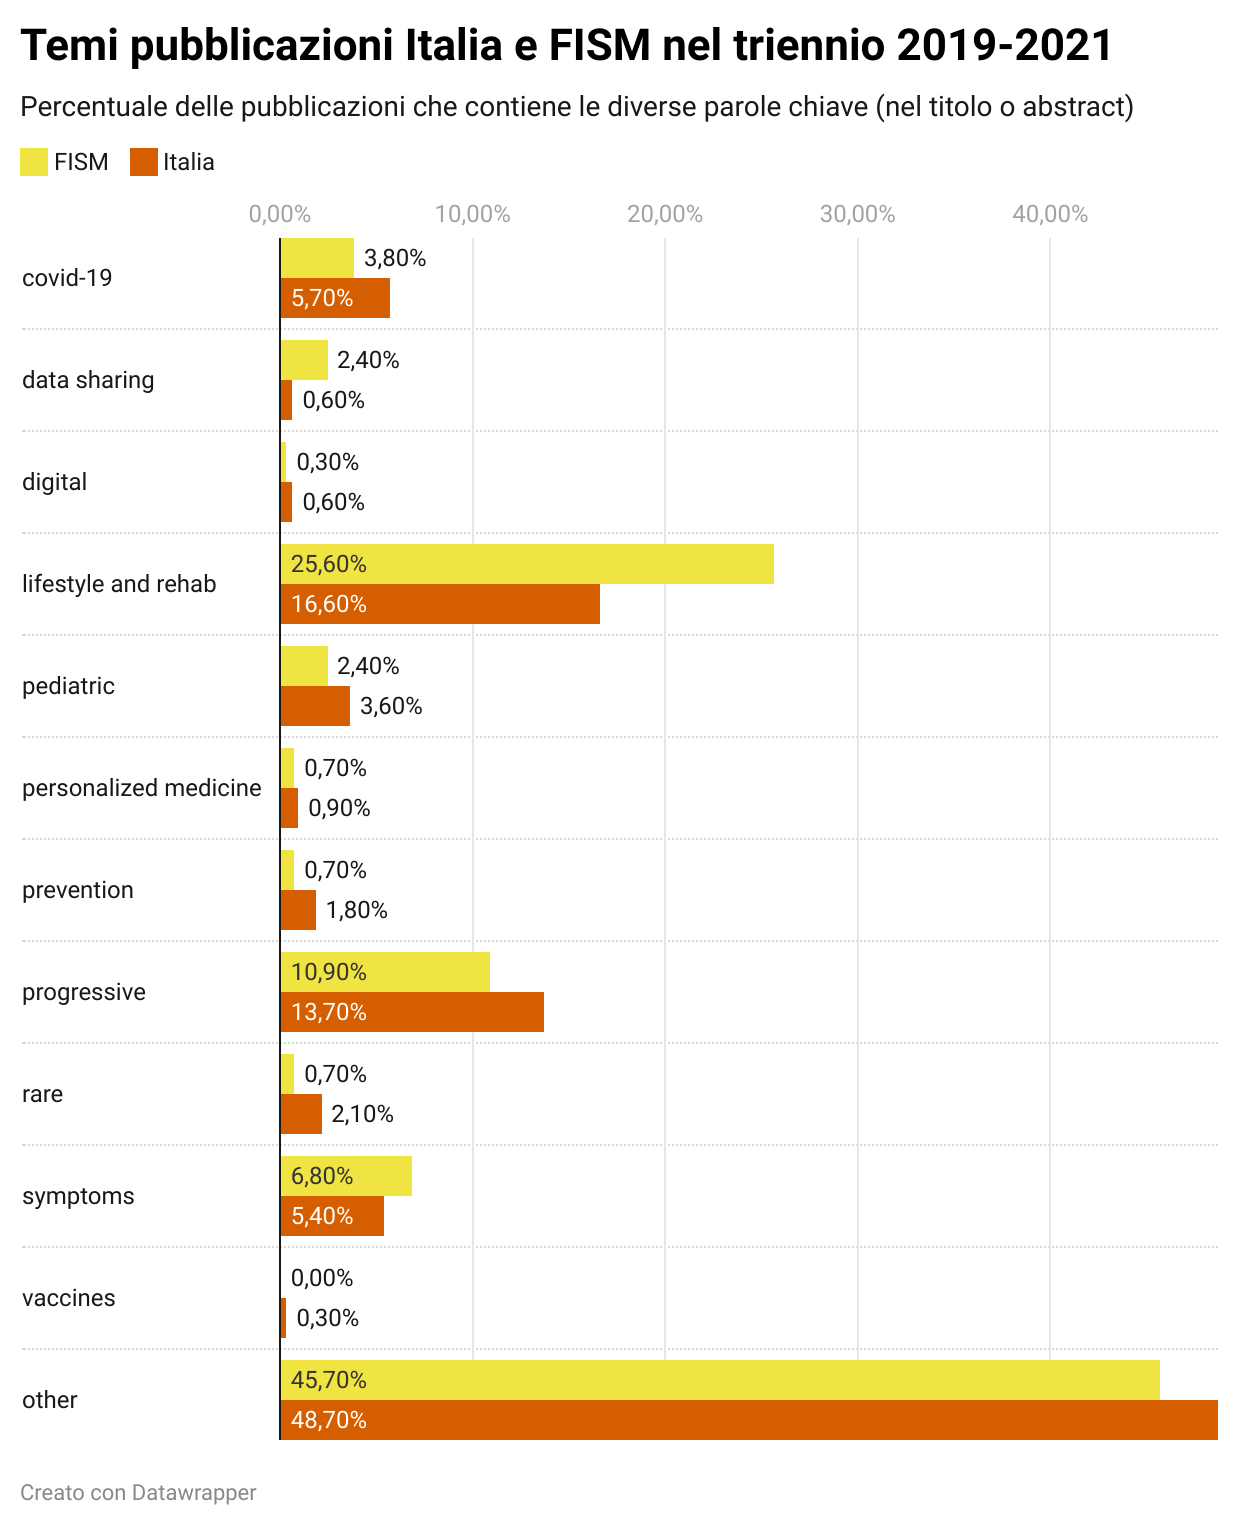 Temi pubblicazioni Italia e FISM nel triennio 2019-2021
Percentuale delle pubblicazioni che contiene le diverse parole chiave (nel titolo o abstract)
FISM Italia
0,00% 10,00% 20,00% 30,00% 40,00%
covid-19
3,80%
5,70%
data sharing
2,40%
0,60%
digital
0,30%
0,60%
lifestyle and rehab
25,60%
16,60%
pediatric
2,40%
3,60%
personalized medicine
0,70%
0,90%
prevention
0,70%
1,80%
progressive
10,90%
13,70%
rare
0,70%
2,10%
symptoms
6,80%
5,40%
vaccines
0,00%
0,30%
other
45,70%
48,70%
Creato con Datawrapper